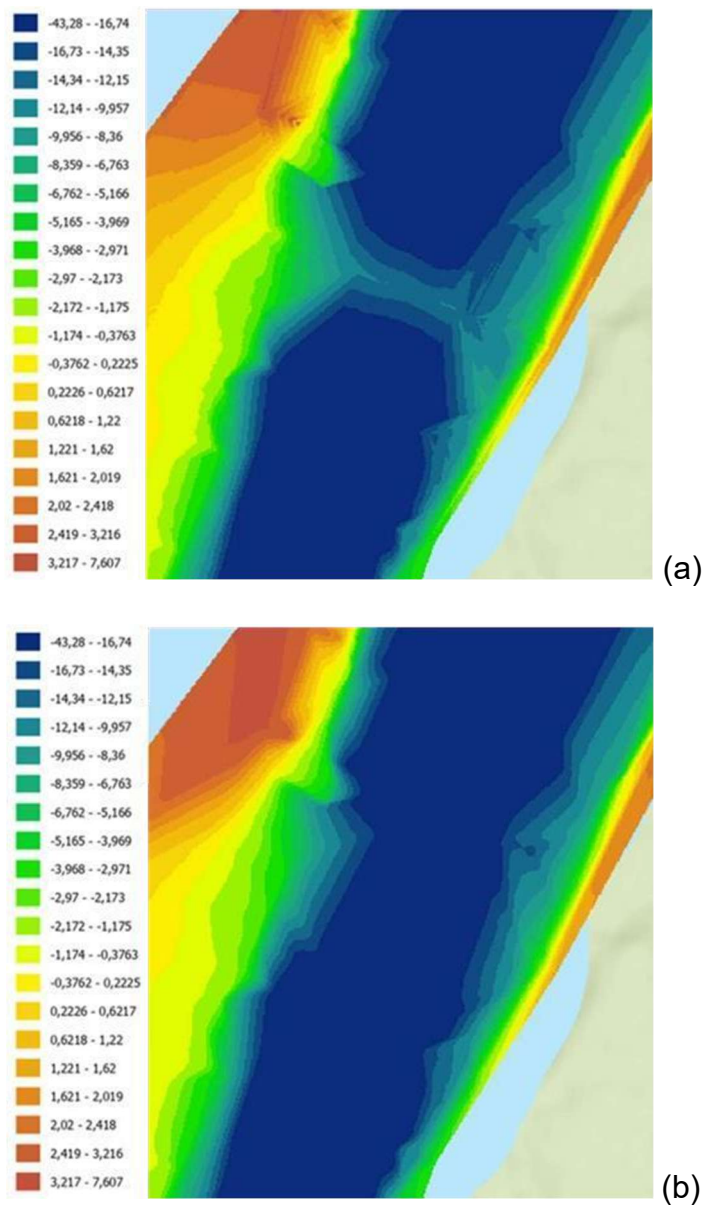 -43,28 - -16,74
-16,73 - -14,35
-14,34 - -12,15
-12,14 - -9,957
-9,956 - -8,36
-8,359 - -6,763
-6,762 - -5,166
-5,165 - -3,969
-3,968 - -2,971
-2,97 - -2,173
-2,172 - -1,175
-1,174 - -0,3763
-0,3762 - 0,2225
0,2226 - 0,6217
0,6218 - 1,22
1,221 - 1,62
1,621 - 2,019
2,02 - 2,418
2,419 - 3,216
3,217 - 7,607
(a)
-43,28 - -16,74
-16,73 - -14,35
-14,34 - -12,15
-12,14 - -9,957
-9,956 - -8,36
-8,359 - -6,763
-6,762 - -5,166
-5,165 - -3,969
-3,968 - -2,971
-2,97 - -2,173
-2,172 - -1,175
-1,174 - -0,3763
-0,3762 - 0,2225
0,2226 - 0,6217
0,6218 - 1,22
1,221 - 1,62
1,621 - 2,019
2,02 - 2,418
2,419 - 3,216
3,217 - 7,607
(b)